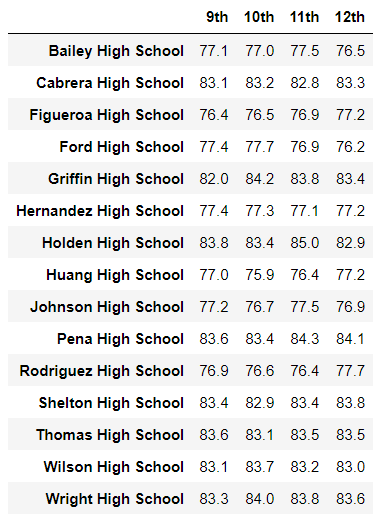 9th 10th 11th 12th
Bailey High School 77.1 77.0 77.5 76.5
Cabrera High School 83.1 83.2 82.8 83.3
Figueroa High School 76.4 76.5 76.9 77.2
Ford High School 77.4 77.7 76.9 76.2
Griffin High School 82.0 84.2 83.8 83.4
Hernandez High School 77.4 77.3 77.1 77.2
Holden High School 83.8 83.4 85.0 82.9
Huang High School 77.0 75.9 76.4 77.2
Johnson High School 77.2 76.7 77.5 76.9
Pena High School 83.6 83.4 84.3 84.1
Rodriguez High School 76.9 76.6 76.4 77.7
Shelton High School 83.4 82.9 83.4 83.8
Thomas High School 83.6 83.1 83.5 83.5
Wilson High School 83.1 83.7 83.2 83.0
Wright High School 83.3 84.0 83.8 83.6